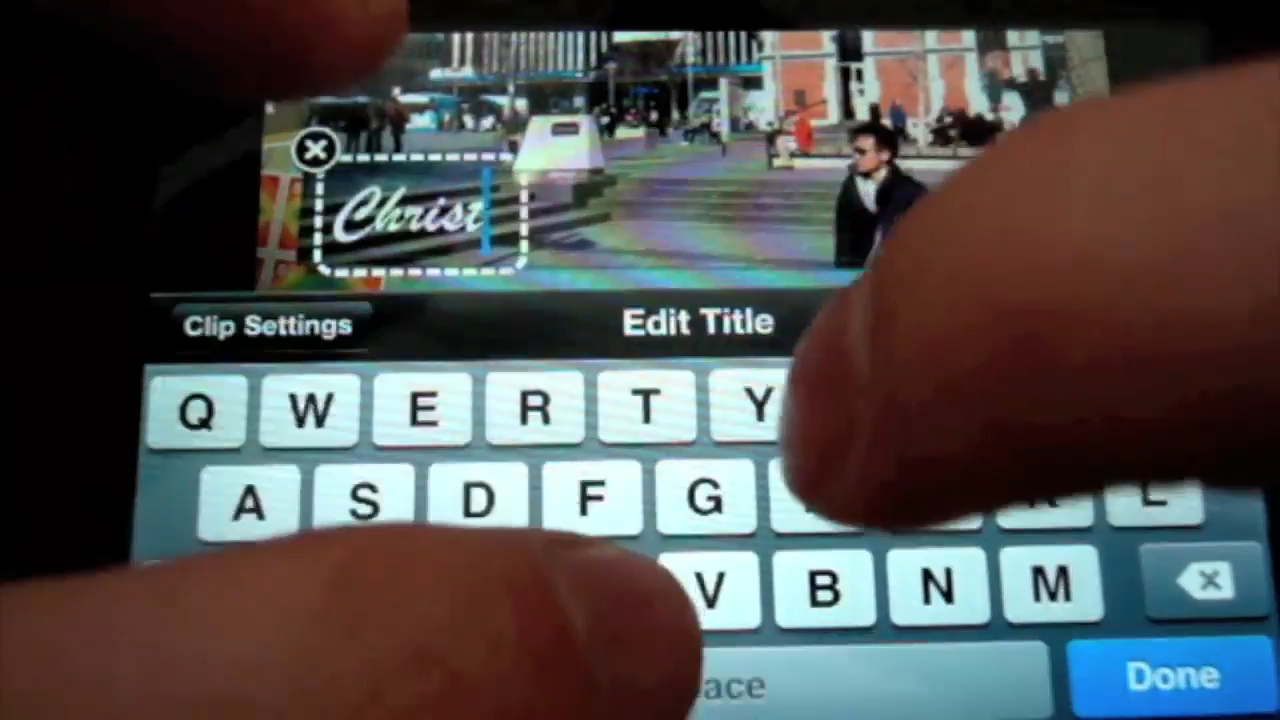 Christ
Clip Settings
Edit Title
Q W E R T Y
A S D F G K L
V B N M
Done